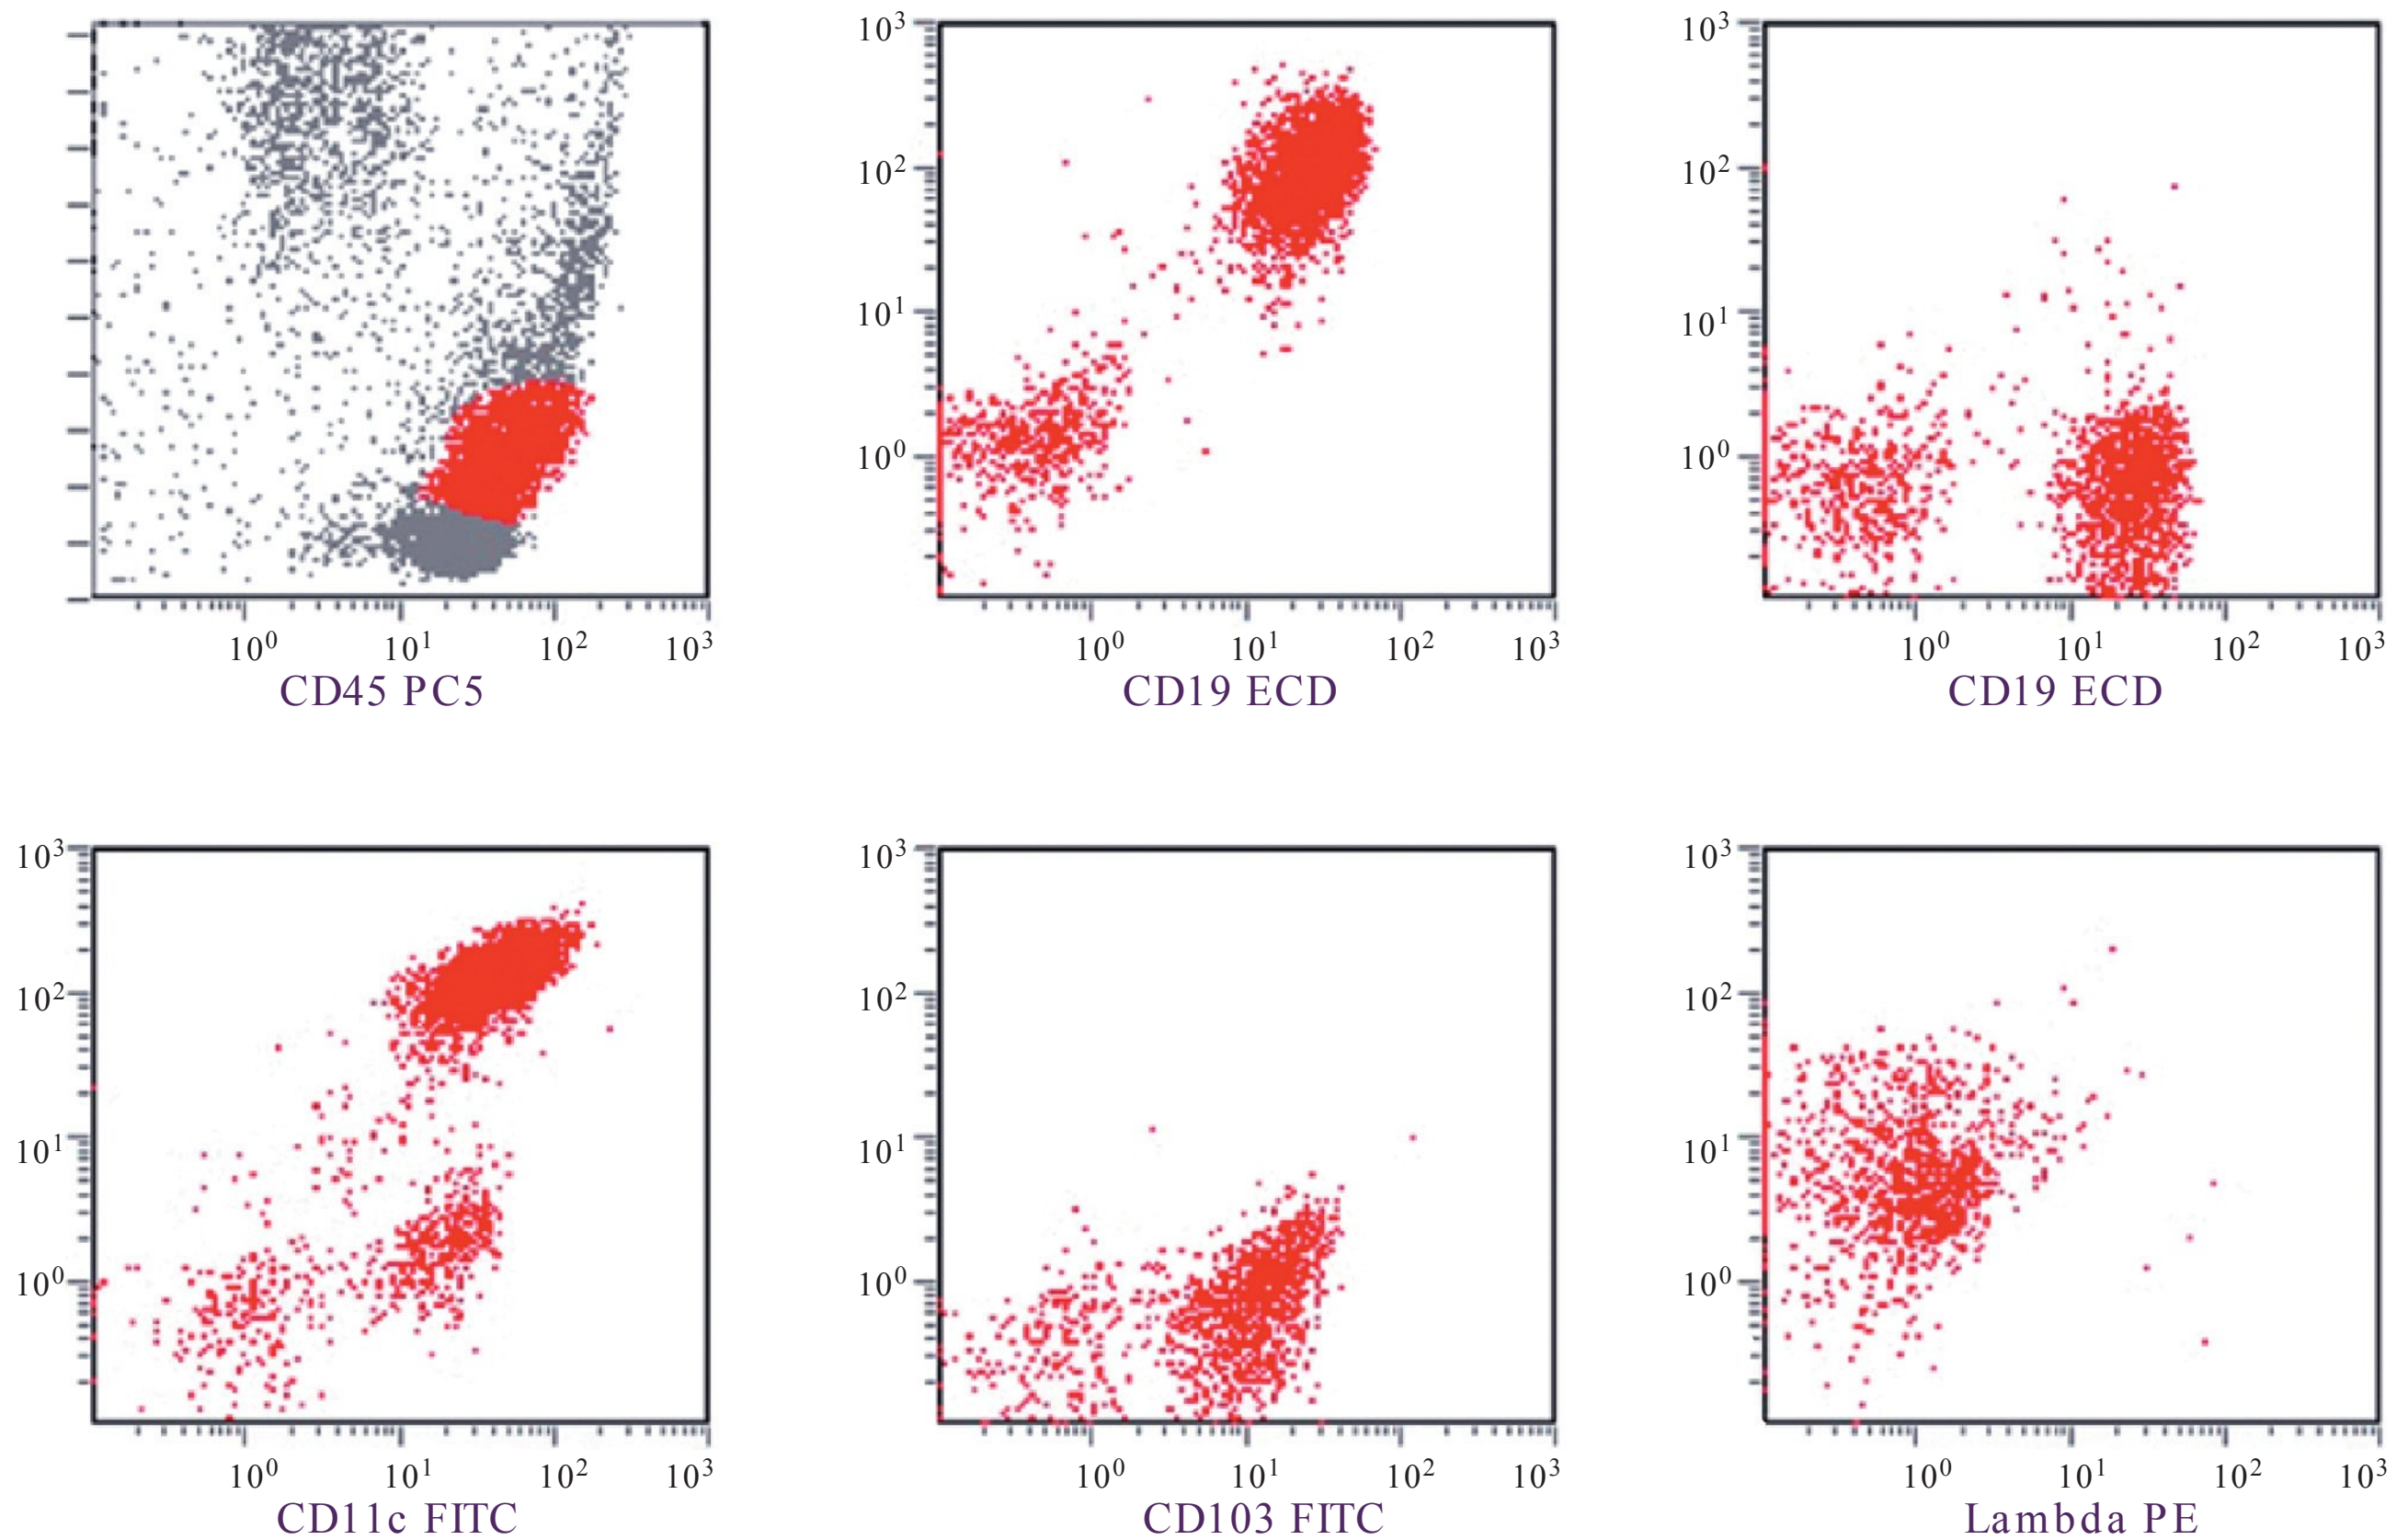 10³ 10³
10² 10²
10¹ 10¹
10⁰ 10⁰
10⁰ 10¹ 10² 10³ 10⁰ 10¹ 10² 10³ 10⁰ 10¹ 10² 10³
CD45 PC5 CD19 ECD CD19 ECD
10³ 10³ 10³
10² 10² 10²
10¹ 10¹ 10¹
10⁰ 10⁰ 10⁰
10⁰ 10¹ 10² 10³ 10⁰ 10¹ 10² 10³ 10⁰ 10¹ 10² 10³
CD11c FITC CD103 FITC Lambda PE